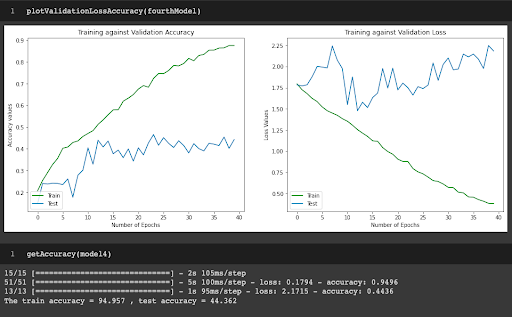 1 plotValidationLossAccuracy(fourthModel)
Training against Validation Accuracy
0.9
0.8
0.7
0.6
0.5
0.4
0.3
0.2
Accuracy values
Train
Test
0 5 10 15 20 25 30 35 40
Number of Epochs
Training against Validation Loss
2.25
2.00
1.75
1.50
1.25
1.00
0.75
0.50
Loss Values
Train
Test
0 5 10 15 20 25 30 35 40
Number of Epochs
1 getAccuracy(model4)
15/15 [==============================] - 2s 105ms/step
51/51 [==============================] - 5s 100ms/step - loss: 0.1794 - accuracy: 0.9496
13/13 [==============================] - 1s 95ms/step - loss: 2.1715 - accuracy: 0.4436
The train accuracy = 94.957 , test accuracy = 44.362